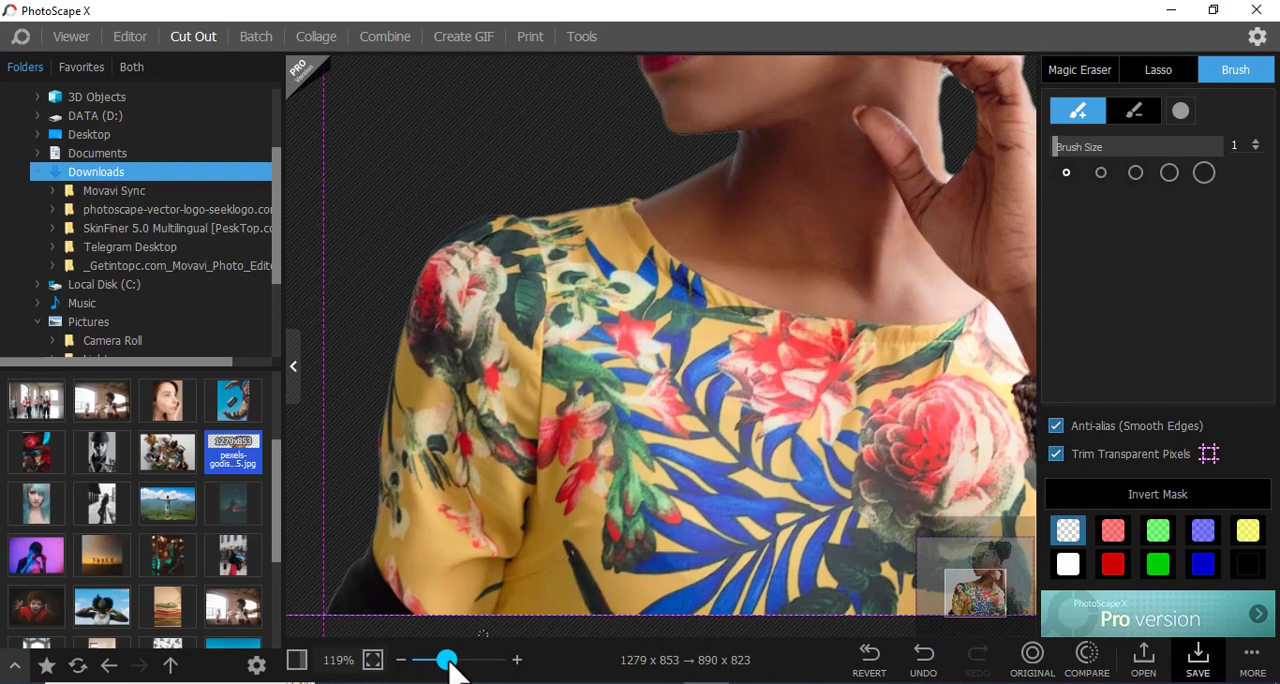 PhotoScape X
Viewer
Editor
Cut Out
Batch
Collage
Combine
Create GIF
Print
Tools
Folders
Favorites
Both
3D Objects
DATA (D:)
Desktop
Documents
Downloads
Movavi Sync
photoscape-vector-logo-seeklogo.co
SkinFiner 5.0 Multilingual [PeskTop.c
Telegram Desktop
_Getintopc.com_Movavi_Photo_Edit
Local Disk (C:)
Music
Pictures
Camera Roll
1279x853
pexels-
godis...5.jpg
PRO
Version
119%
1279 x 853 → 890 x 823
Magic Eraser
Lasso
Brush
Brush Size
1
Anti-alias (Smooth Edges)
Trim Transparent Pixels
Invert Mask
PhotoScape X
Pro version
REVERT
UNDO
REDO
ORIGINAL
COMPARE
OPEN
SAVE
MORE